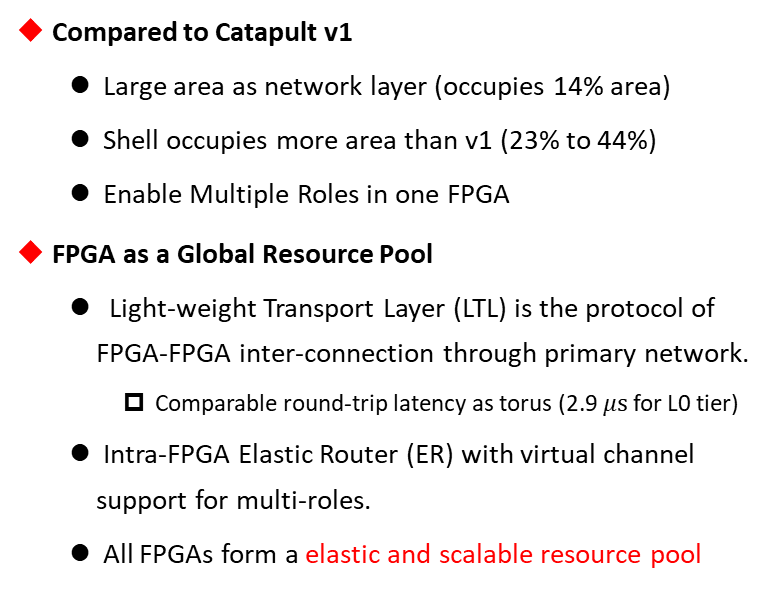 Compared to Catapult v1
Large area as network layer (occupies 14% area)
Shell occupies more area than v1 (23% to 44%)
Enable Multiple Roles in one FPGA
FPGA as a Global Resource Pool
Light-weight Transport Layer (LTL) is the protocol of
FPGA-FPGA inter-connection through primary network.
Comparable round-trip latency as torus (2.9 μs for L0 tier)
Intra-FPGA Elastic Router (ER) with virtual channel
support for multi-roles.
All FPGAs form a elastic and scalable resource pool